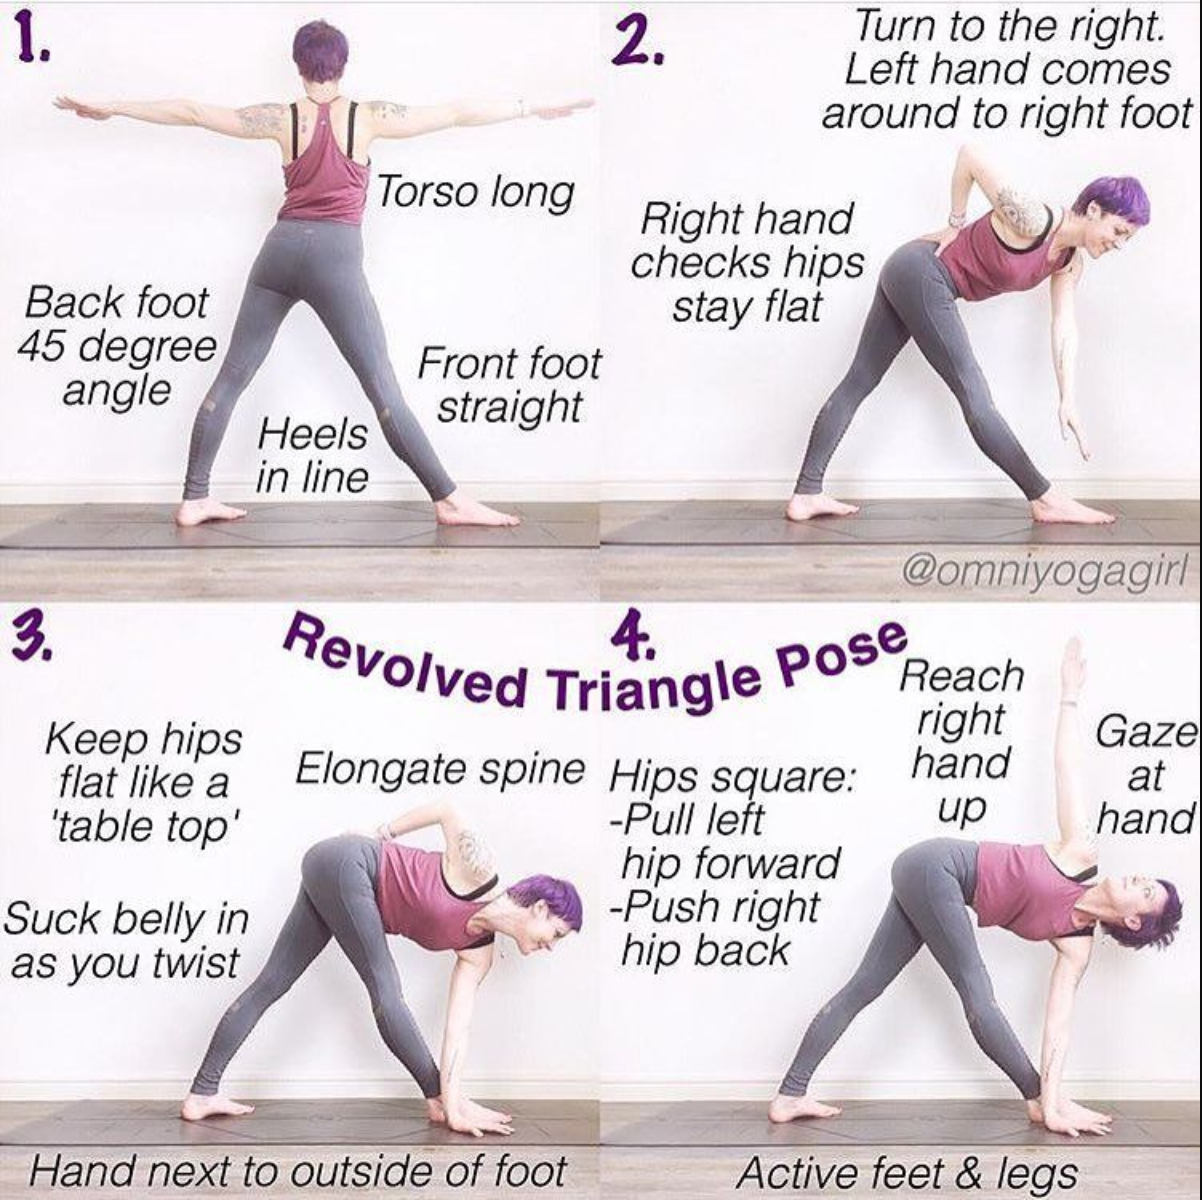 1.
Torso long
Back foot
45 degree
angle
Front foot
straight
Heels
in line
2.
Turn to the right.
Left hand comes
around to right foot
Right hand
checks hips
stay flat
@omniyogagirl
Revolved Triangle Pose
3.
Keep hips
flat like a
'table top'
Elongate spine
Suck belly in
as you twist
Hand next to outside of foot
4.
Reach
right
hand
up
Gaze
at
hand
Hips square:
-Pull left
hip forward
-Push right
hip back
Active feet & legs